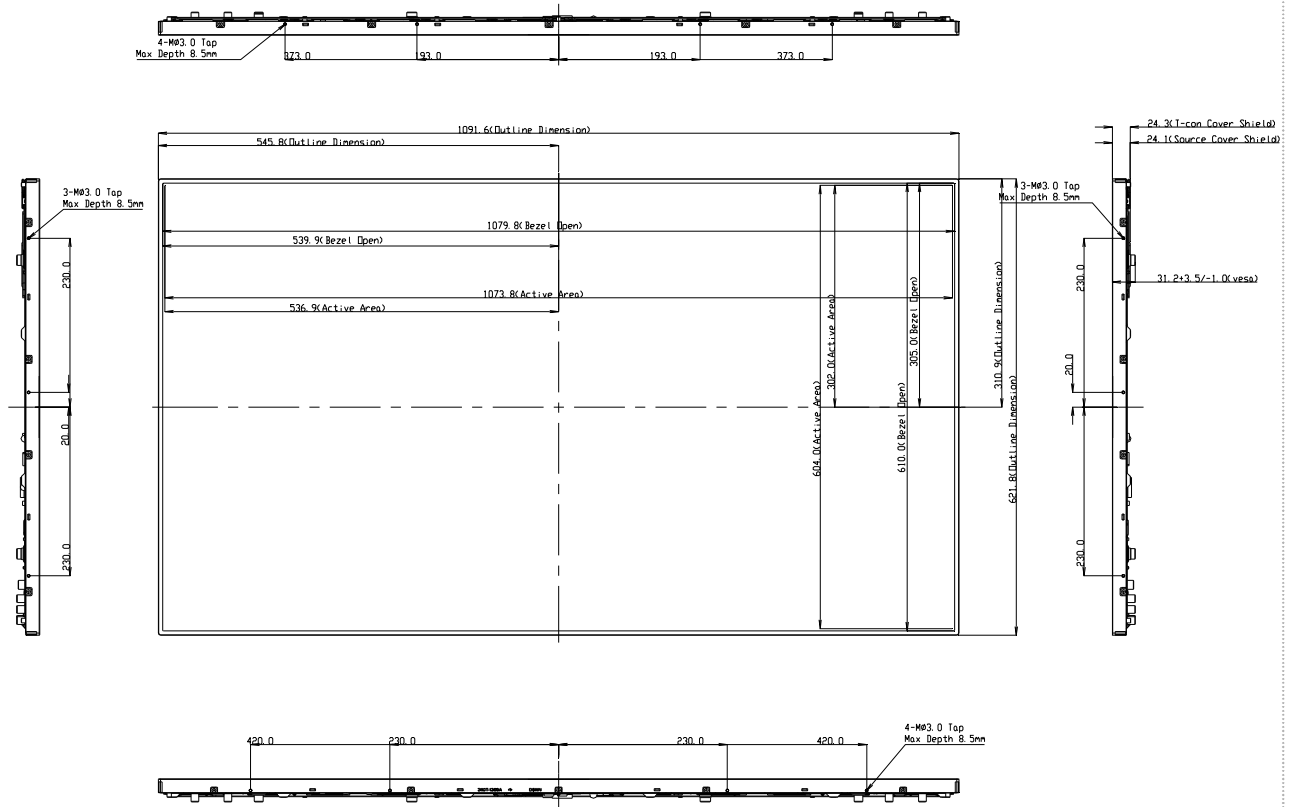 4-MØ3.0 Tap
Max Depth 8.5mm
373.0
193.0
193.0
373.0
1091.6(Outline Dimension)
545.8(Outline Dimension)
24.3(T-con Cover Shield)
24.1(Source Cover Shield)
3-MØ3.0 Tap
Max Depth 8.5mm
3-MØ3.0 Tap
Max Depth 8.5mm
1079.8(Bezel Open)
539.9(Bezel Open)
230.0
230.0
31.2+3.5/-1.0(vesa)
1073.8(Active Area)
536.9(Active Area)
302.0(Active Area)
305.0(Bezel Open)
310.9(Outline Dimension)
20.0
20.0
604.0(Active Area)
610.0(Bezel Open)
621.8(Outline Dimension)
230.0
230.0
4-MØ3.0 Tap
Max Depth 8.5mm
420.0
230.0
230.0
420.0